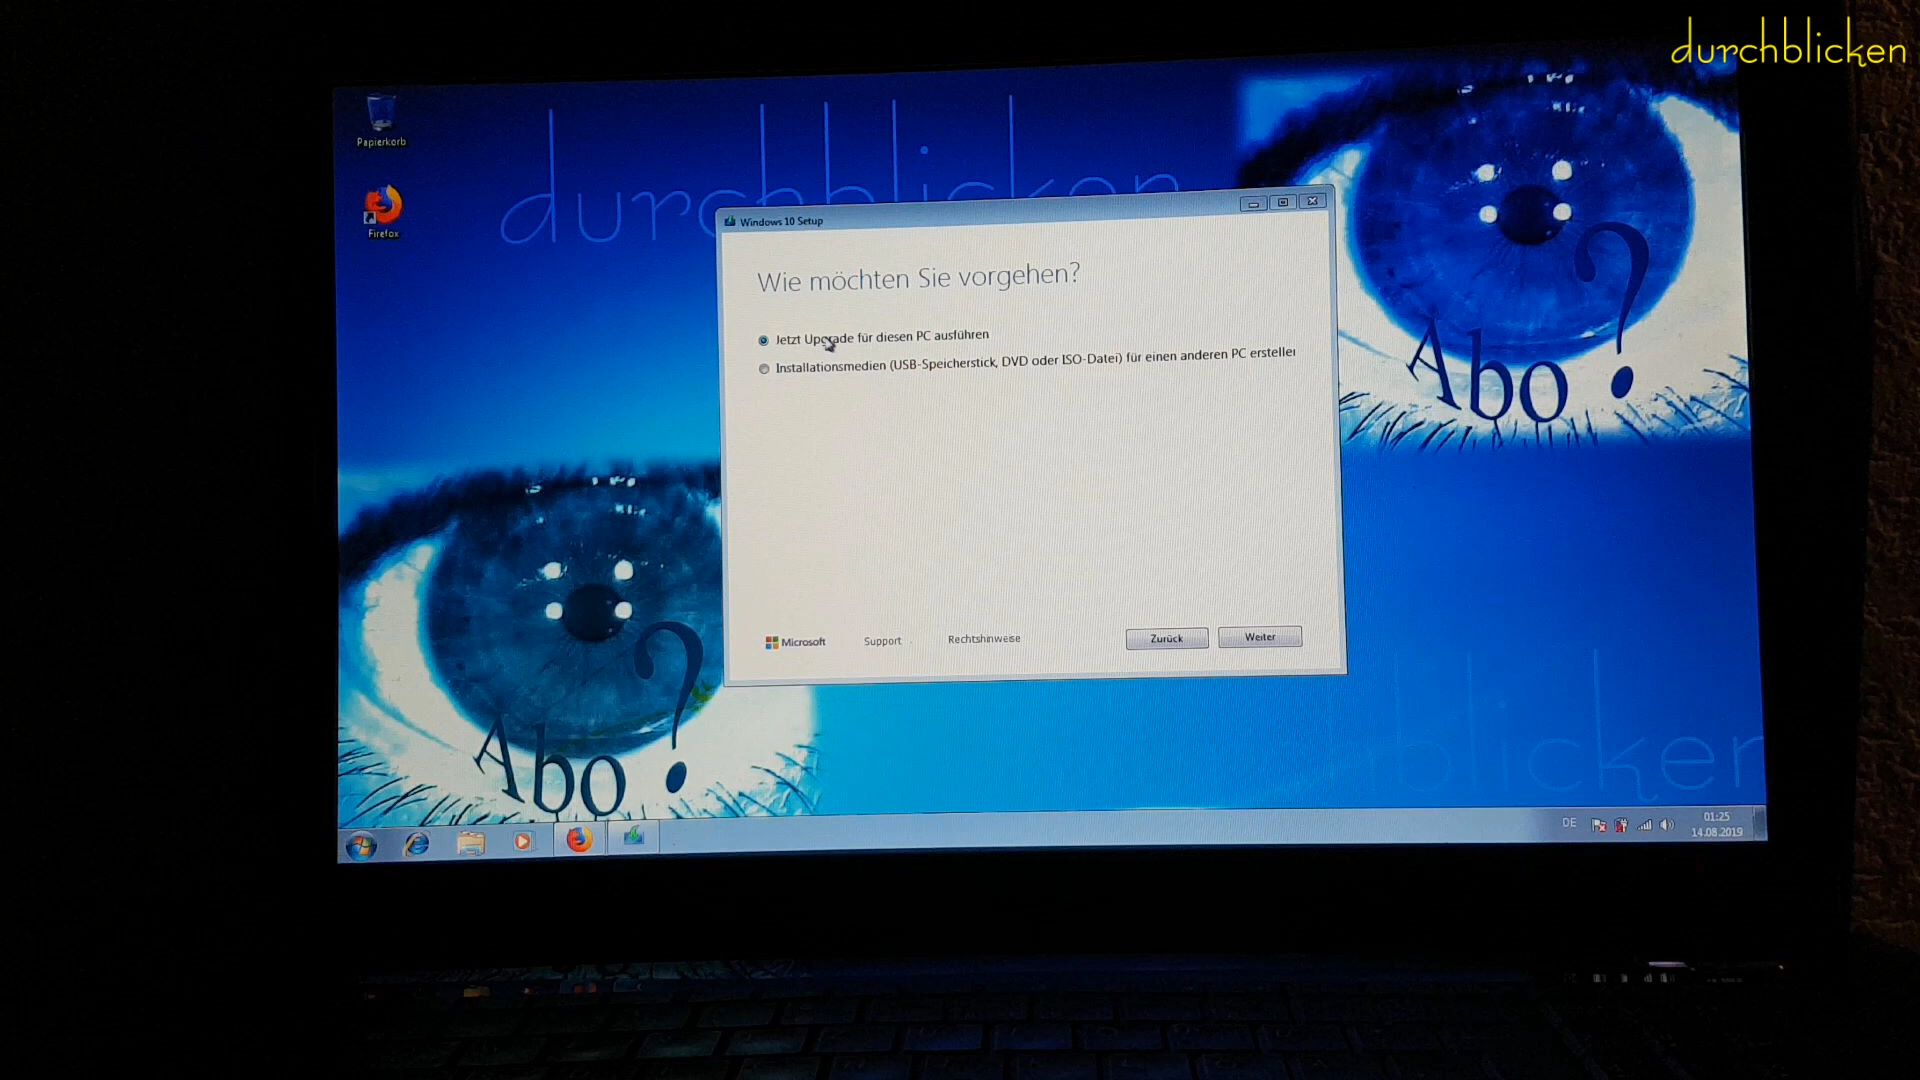 durchblicken
Papierkorb
Firefox
durchblicken
Windows 10 Setup
Wie möchten Sie vorgehen?
Jetzt Upgrade für diesen PC ausführen
Installationsmedien (USB-Speicherstick, DVD oder ISO-Datei) für einen anderen PC erstellen
Microsoft
Support
Rechtshinweise
Zurück
Weiter
Abo?
Abo?
blicken
DE
01:25
14.08.2019